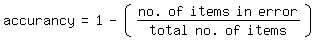 accurancy = 1 - ( no. of items in error / total no. of items )